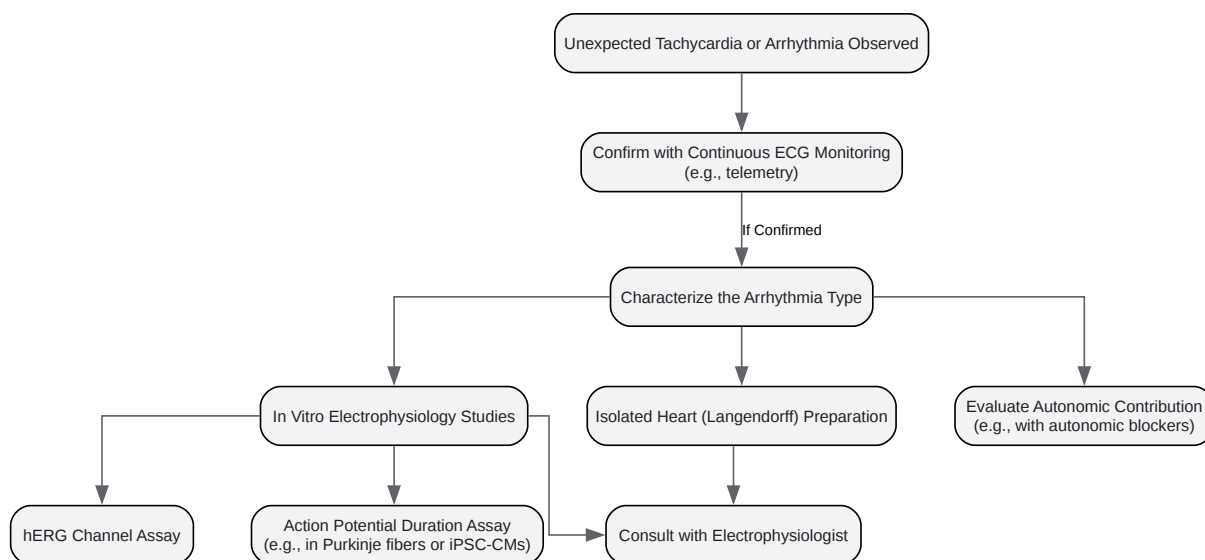 Unexpected Tachycardia or Arrhythmia Observed
Confirm with Continuous ECG Monitoring
(e.g., telemetry)
If Confirmed
Characterize the Arrhythmia Type
In Vitro Electrophysiology Studies
Isolated Heart (Langendorff) Preparation
Evaluate Autonomic Contribution
(e.g., with autonomic blockers)
hERG Channel Assay
Action Potential Duration Assay
(e.g., in Purkinje fibers or iPSC-CMs)
Consult with Electrophysiologist